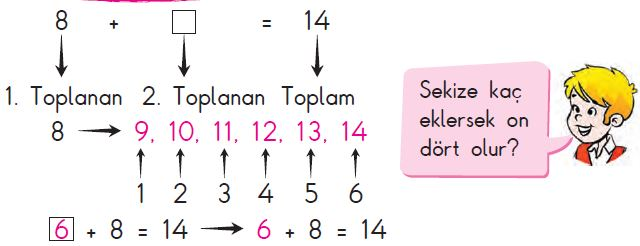 8 + □ = 14
1. Toplanan 2. Toplanan Toplam
8 → 9, 10, 11, 12, 13, 14
1 2 3 4 5 6
6 + 8 = 14 → 6 + 8 = 14
Sekize kaç
eklersek on
dört olur?